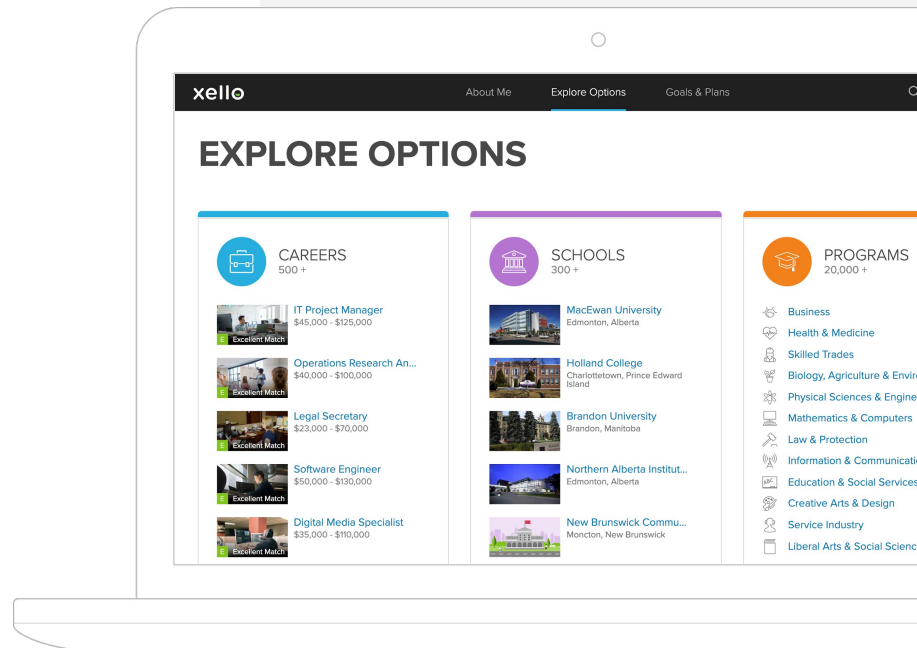 xello
About Me
Explore Options
Goals & Plans
EXPLORE OPTIONS
CAREERS
500 +
IT Project Manager
$45,000 - $125,000
E Excellent Match
Operations Research An...
$40,000 - $100,000
E Excellent Match
Legal Secretary
$23,000 - $70,000
E Excellent Match
Software Engineer
$50,000 - $130,000
E Excellent Match
Digital Media Specialist
$35,000 - $110,000
E Excellent Match
SCHOOLS
300 +
MacEwan University
Edmonton, Alberta
Holland College
Charlottetown, Prince Edward
Island
Brandon University
Brandon, Manitoba
Northern Alberta Institut...
Edmonton, Alberta
New Brunswick Commu...
Moncton, New Brunswick
PROGRAMS
20,000 +
Business
Health & Medicine
Skilled Trades
Biology, Agriculture & Enviro
Physical Sciences & Enginee
Mathematics & Computers
Law & Protection
Information & Communicatio
ABC
Education & Social Services
Creative Arts & Design
Service Industry
Liberal Arts & Social Science